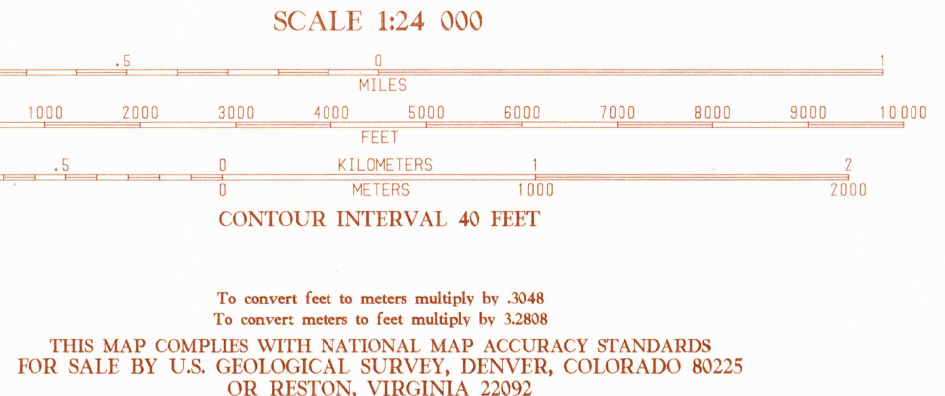 SCALE 1:24 000
.5 0 1
MILES
1000 2000 3000 4000 5000 6000 7000 8000 9000 10000
FEET
.5 0 KILOMETERS 1 2
0 METERS 1000 2000
CONTOUR INTERVAL 40 FEET
To convert feet to meters multiply by .3048
To convert meters to feet multiply by 3.2808
THIS MAP COMPLIES WITH NATIONAL MAP ACCURACY STANDARDS
FOR SALE BY U.S. GEOLOGICAL SURVEY, DENVER, COLORADO 80225
OR RESTON, VIRGINIA 22092